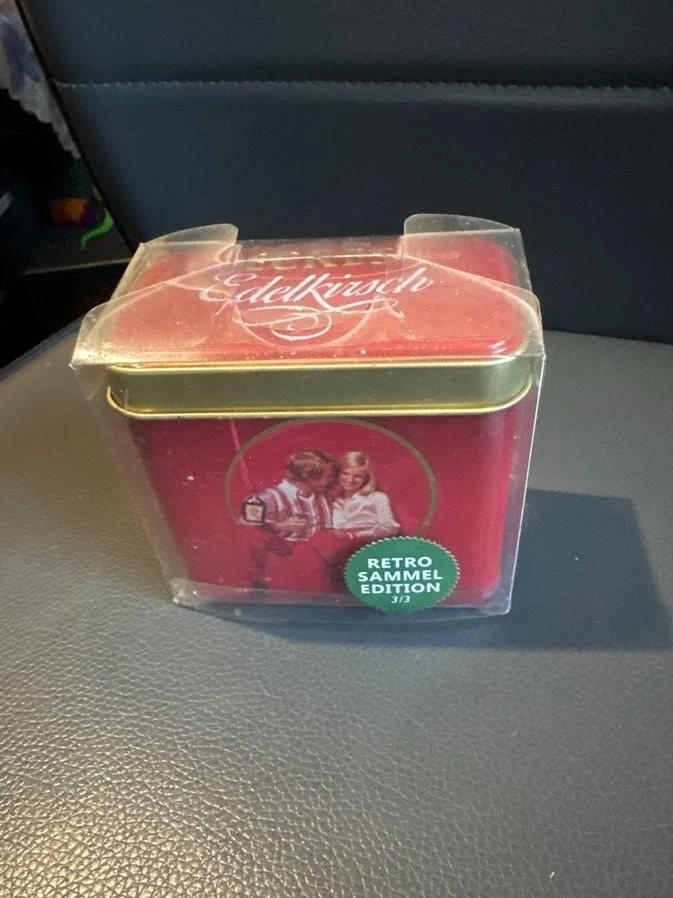 Edelkirsch
RETRO
SAMMEL
EDITION
3/3